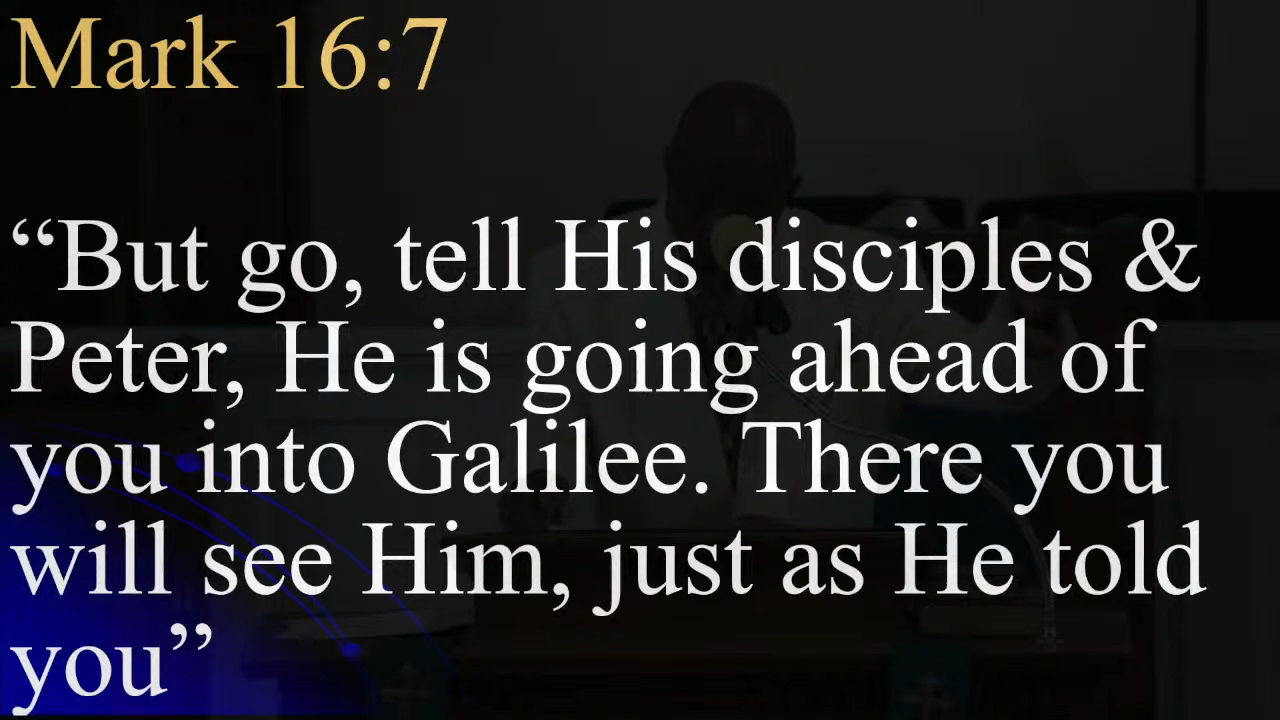 Mark 16:7
“But go, tell His disciples &
Peter, He is going ahead of
you into Galilee. There you
will see Him, just as He told
you”